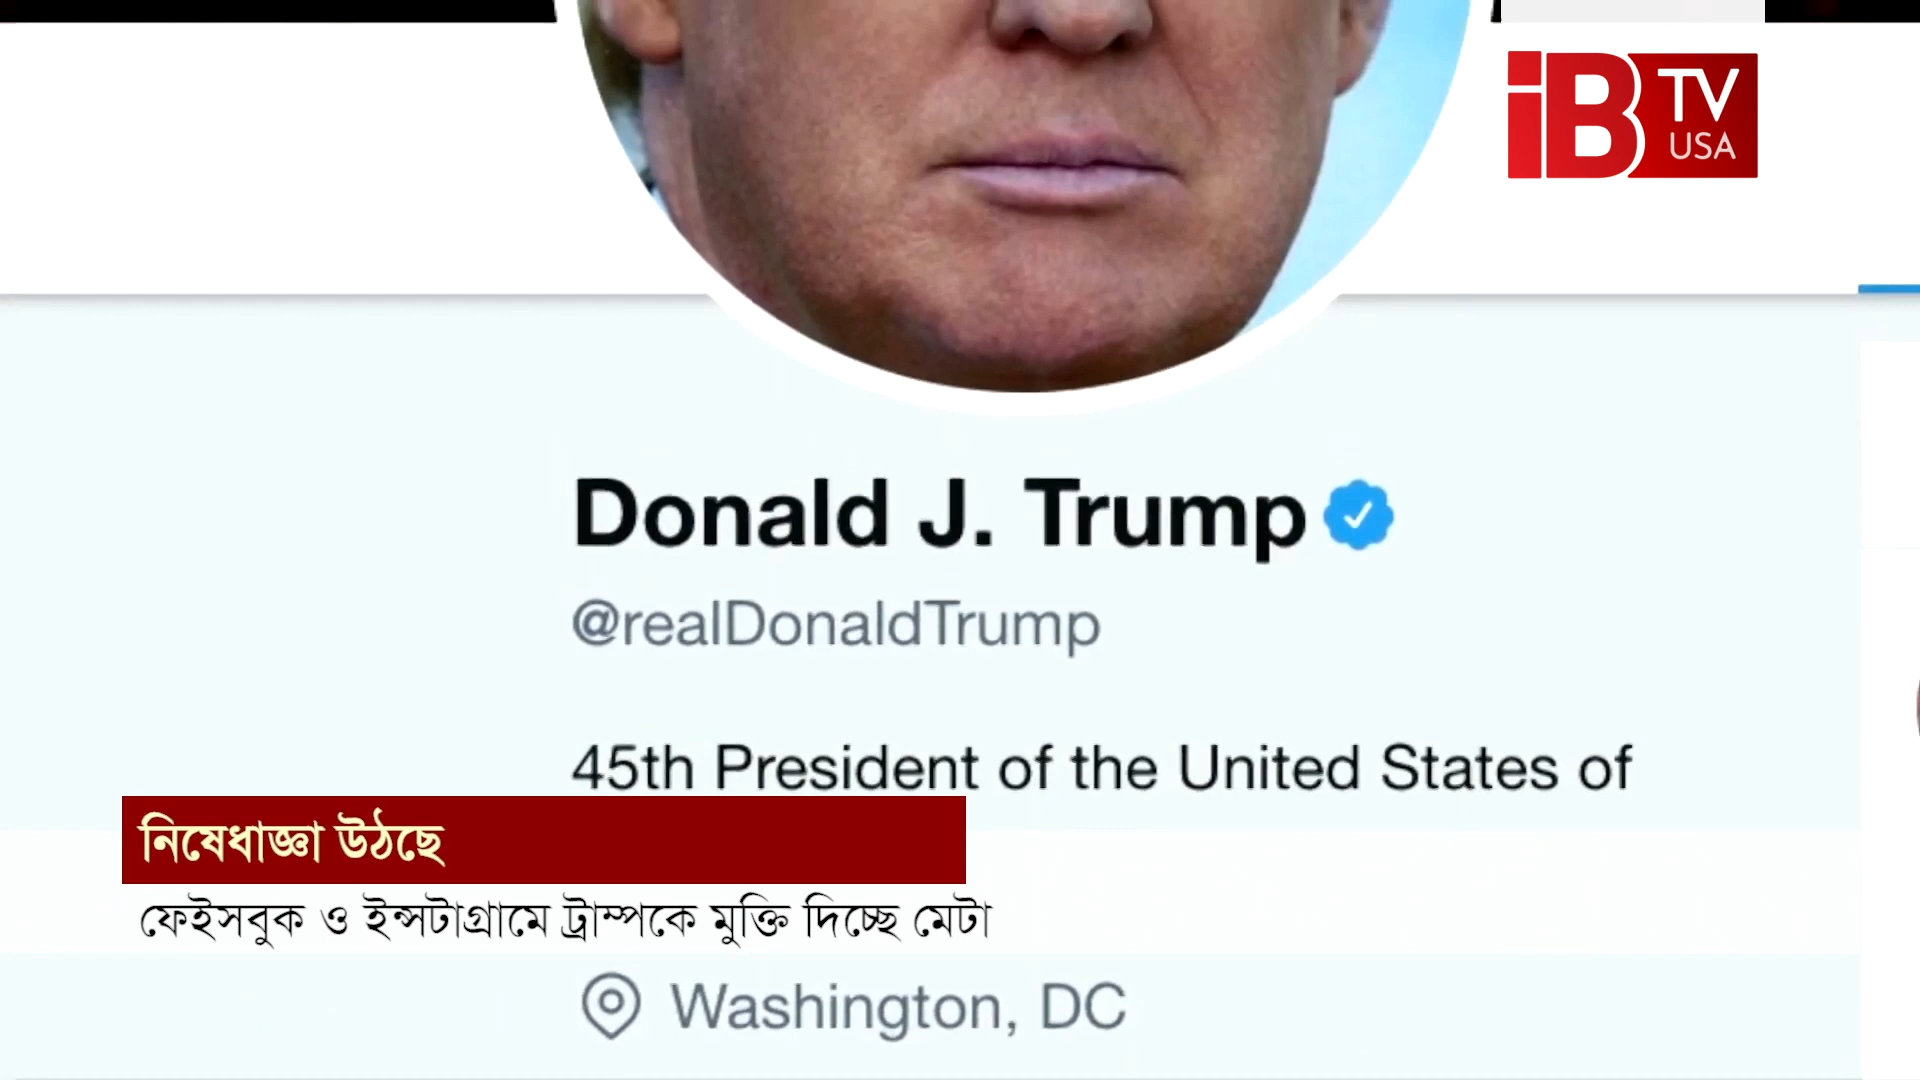 iB TV
USA
Donald J. Trump
@realDonaldTrump
45th President of the United States of
নিষেধাজ্ঞা উঠছে
ফেইসবুক ও ইন্সটাগ্রামে ট্রাম্পকে মুক্তি দিচ্ছে মেটা
Washington, DC